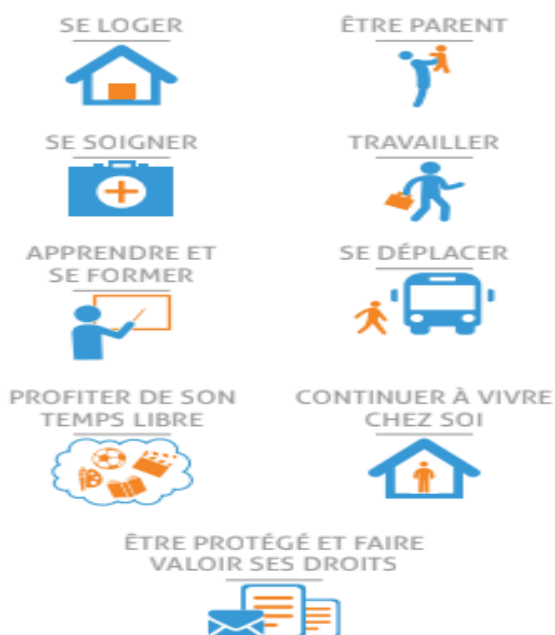 SE LOGER
ÊTRE PARENT
SE SOIGNER
TRAVAILLER
APPRENDRE ET
SE FORMER
SE DÉPLACER
PROFITER DE SON
TEMPS LIBRE
CONTINUER À VIVRE
CHEZ SOI
ÊTRE PROTÉGÉ ET FAIRE
VALOIR SES DROITS